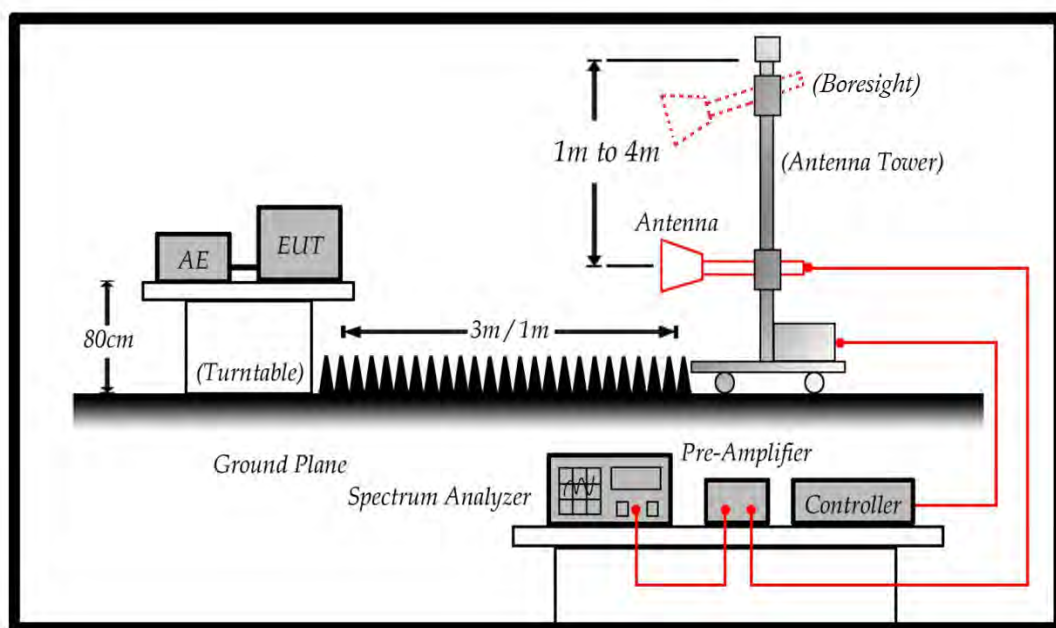 (Boresight)
1m to 4m
(Antenna Tower)
Antenna
EUT
AE
80cm
3m / 1m
(Turntable)
Ground Plane
Pre-Amplifier
Spectrum Analyzer
Controller